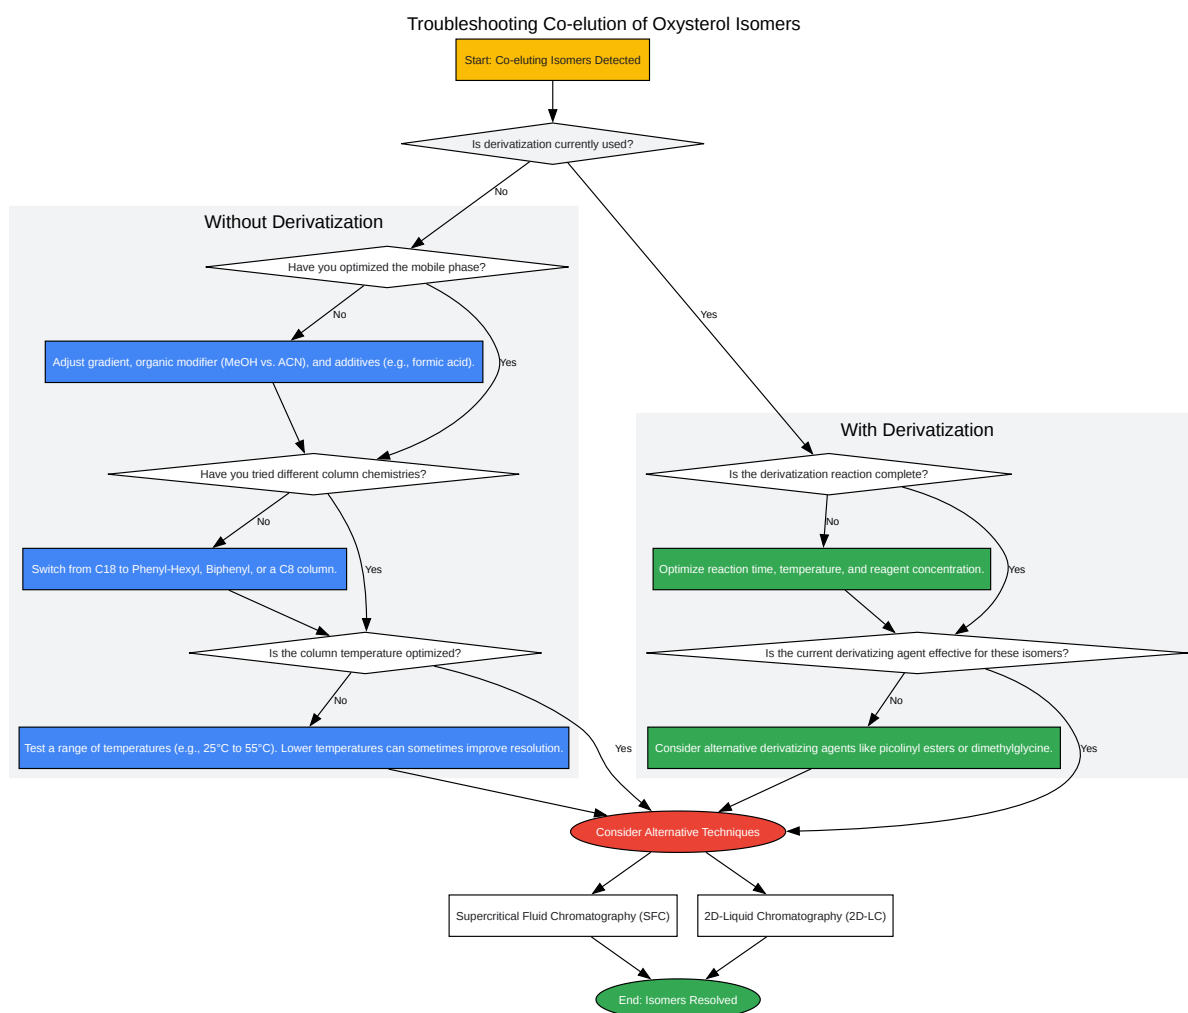 Troubleshooting Co-elution of Oxysterol Isomers
Start: Co-eluting Isomers Detected
Is derivatization currently used?
No
Yes
Without Derivatization
Have you optimized the mobile phase?
No
Yes
Adjust gradient, organic modifier (MeOH vs. ACN), and additives (e.g., formic acid).
Have you tried different column chemistries?
No
Yes
Switch from C18 to Phenyl-Hexyl, Biphenyl, or a C8 column.
Is the column temperature optimized?
No
Yes
Test a range of temperatures (e.g., 25°C to 55°C). Lower temperatures can sometimes improve resolution.
With Derivatization
Is the derivatization reaction complete?
No
Yes
Optimize reaction time, temperature, and reagent concentration.
Is the current derivatizing agent effective for these isomers?
No
Yes
Consider alternative derivatizing agents like picolinyl esters or dimethylglycine.
Consider Alternative Techniques
Supercritical Fluid Chromatography (SFC)
2D-Liquid Chromatography (2D-LC)
End: Isomers Resolved